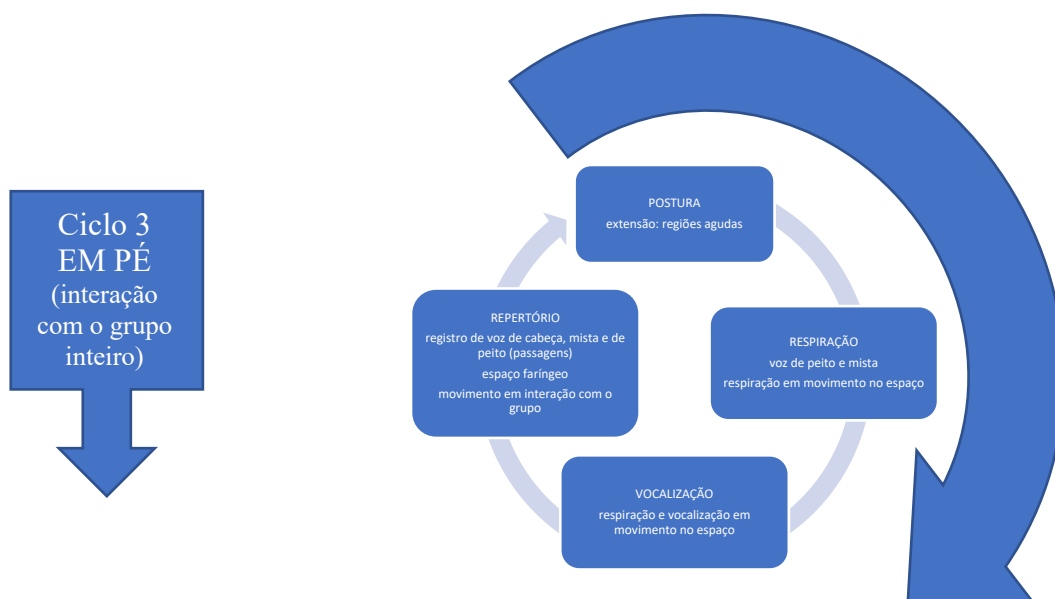 Ciclo 3
EM PÉ
(interação
com o grupo
inteiro)
POSTURA
extensão: regiões agudas
RESPIRAÇÃO
voz de peito e mista
respiração em movimento no espaço
VOCALIZAÇÃO
respiração e vocalização em
movimento no espaço
REPERTÓRIO
registro de voz de cabeça, mista e de
peito (passagens)
espaço faríngeo
movimento em interação com o
grupo